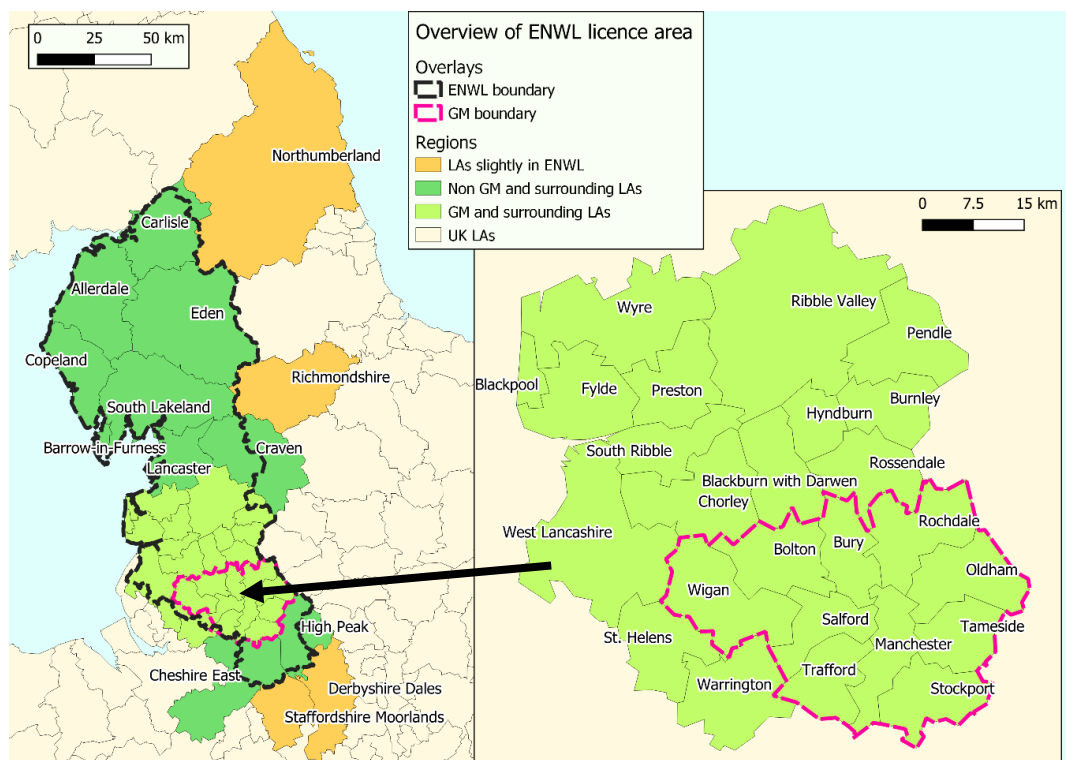 0 25 50 km
Overview of ENWL licence area
Overlays
ENWL boundary
GM boundary
Regions
LAs slightly in ENWL
Non GM and surrounding LAs
GM and surrounding LAs
UK LAs
Northumberland
Carlisle
Allerdale
Eden
Copeland
Richmondshire
South Lakeland
Barrow-in-Furness
Craven
Lancaster
High Peak
Cheshire East
Derbyshire Dales
Staffordshire Moorlands
0 7.5 15 km
Wyre
Ribble Valley
Pendle
Blackpool
Fylde
Preston
Burnley
Hyndburn
South Ribble
Rossendale
Blackburn with Darwen
Chorley
West Lancashire
Rochdale
Bolton
Bury
Oldham
Wigan
Salford
Tameside
St. Helens
Manchester
Trafford
Warrington
Stockport